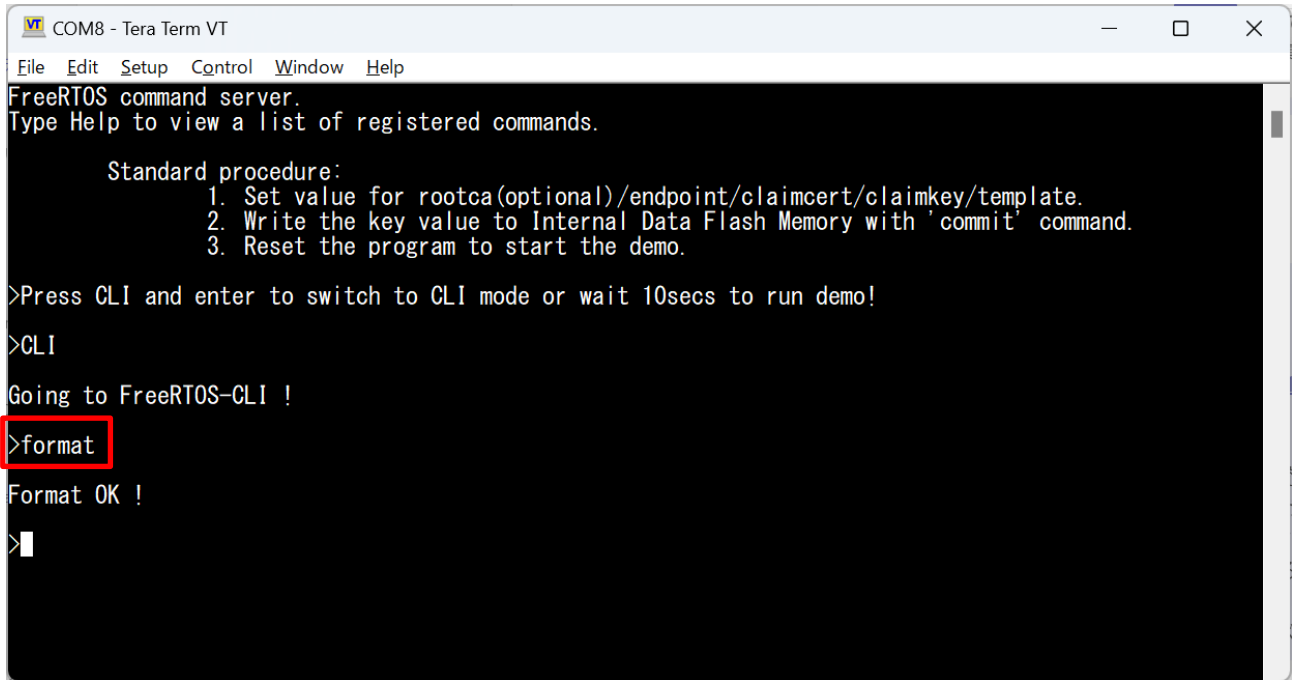 COM8 - Tera Term VT
File Edit Setup Control Window Help
FreeRTOS command server.
Type Help to view a list of registered commands.
Standard procedure:
1. Set value for rootca(optional)/endpoint/claimcert/claimkey/template.
2. Write the key value to Internal Data Flash Memory with 'commit' command.
3. Reset the program to start the demo.
>Press CLI and enter to switch to CLI mode or wait 10secs to run demo!
>CLI
Going to FreeRTOS-CLI !
>format
Format OK !
>